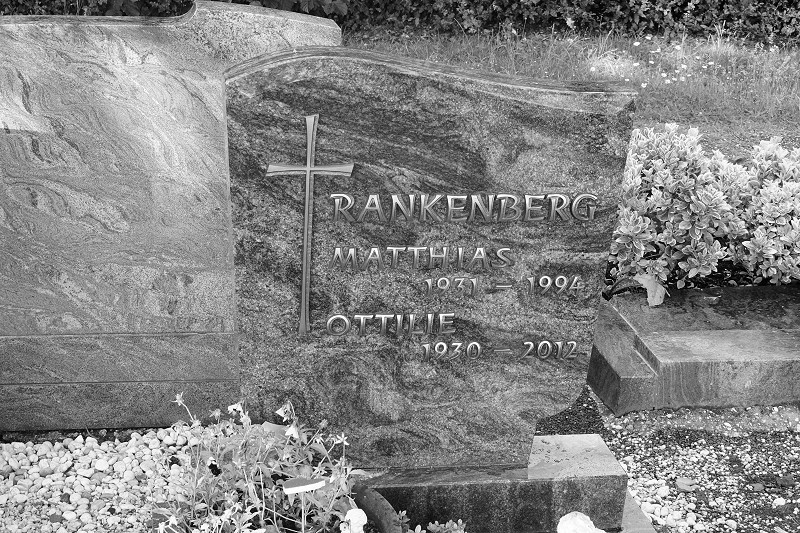 RANKENBERG
MATTHIAS
1931 – 1994
OTTILIE
1930 – 2012